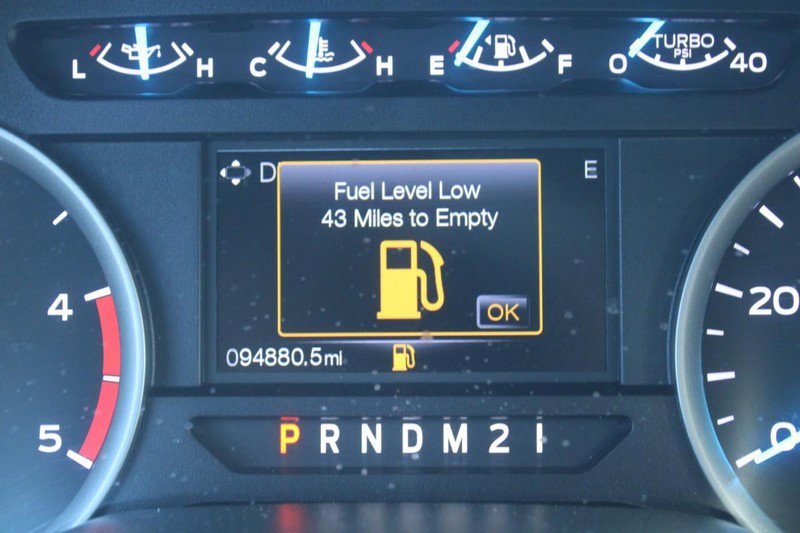 L H C H E F 0 TURBO PSI 40
D E
Fuel Level Low
43 Miles to Empty
OK
094880.5mi
4
5
20
0
P R N D M 2 1